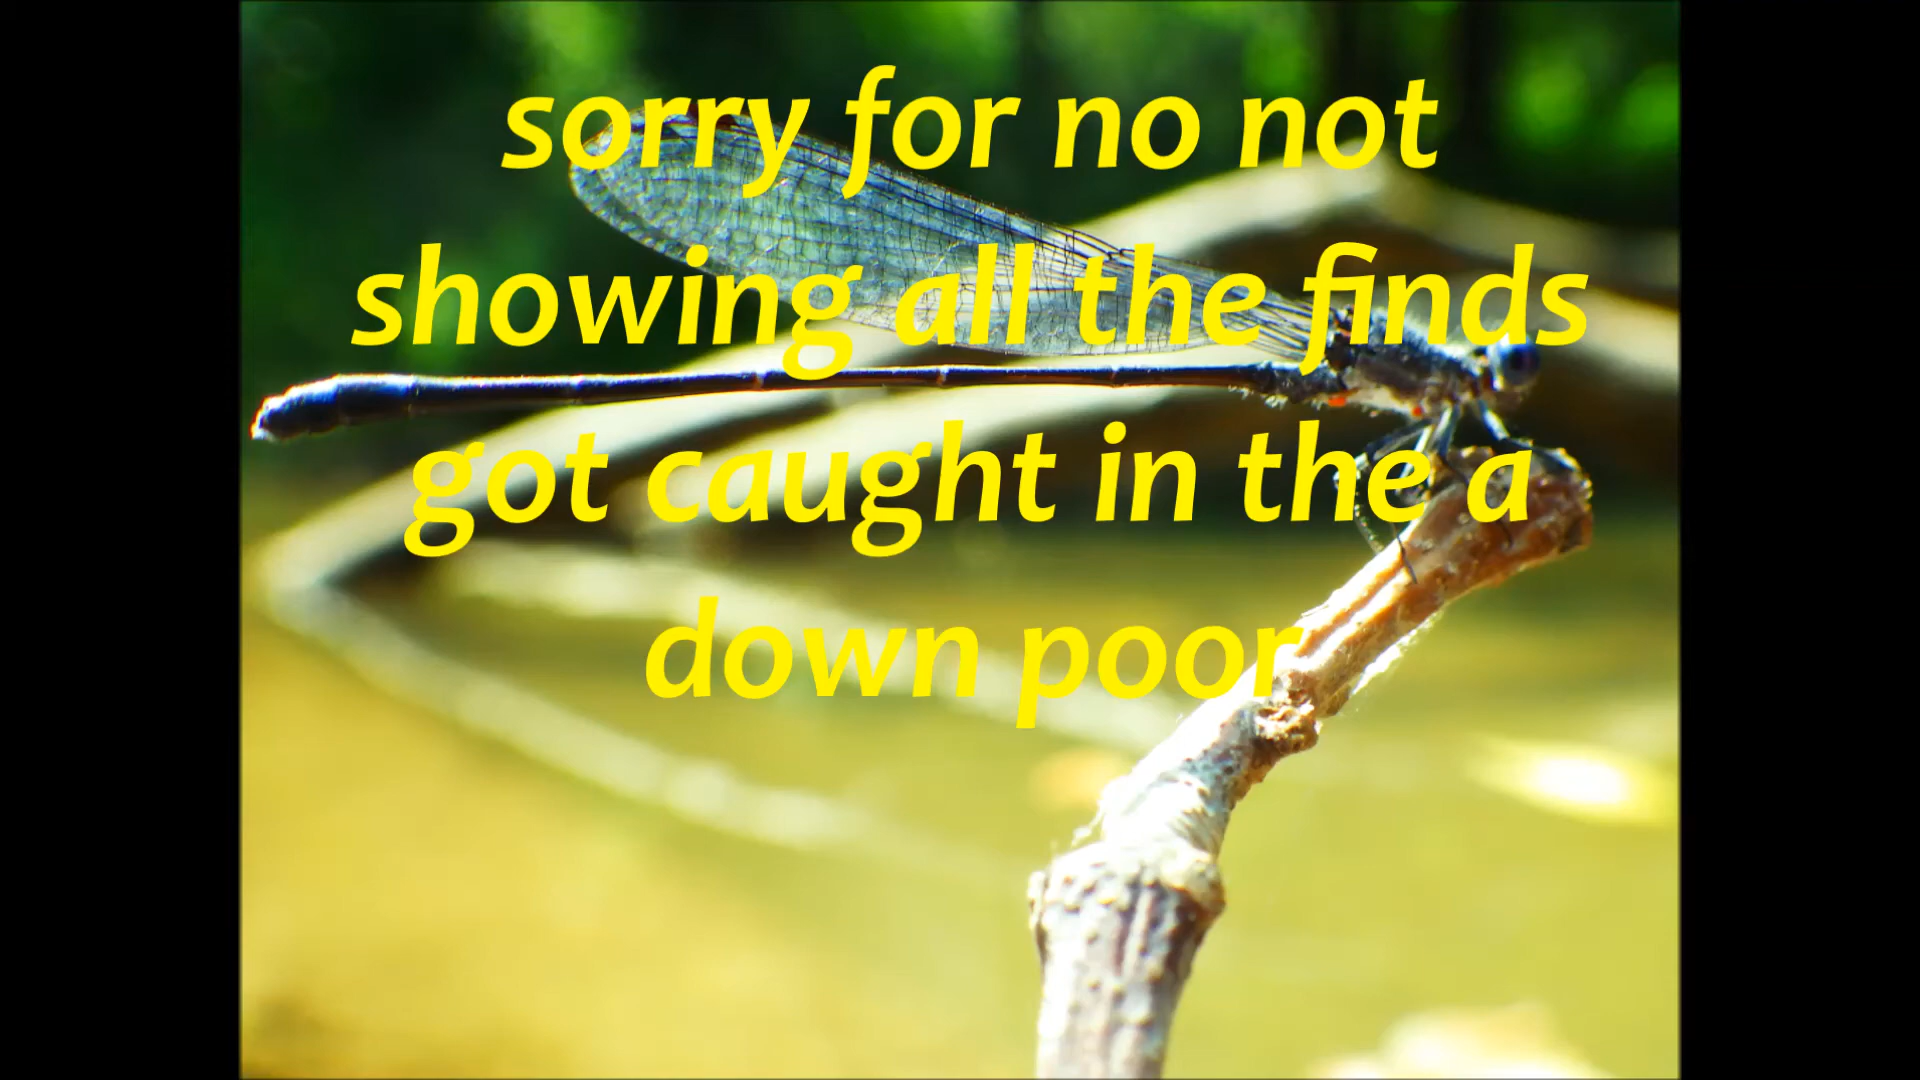 sorry for no not
showing all the finds
got caught in the a
down poor